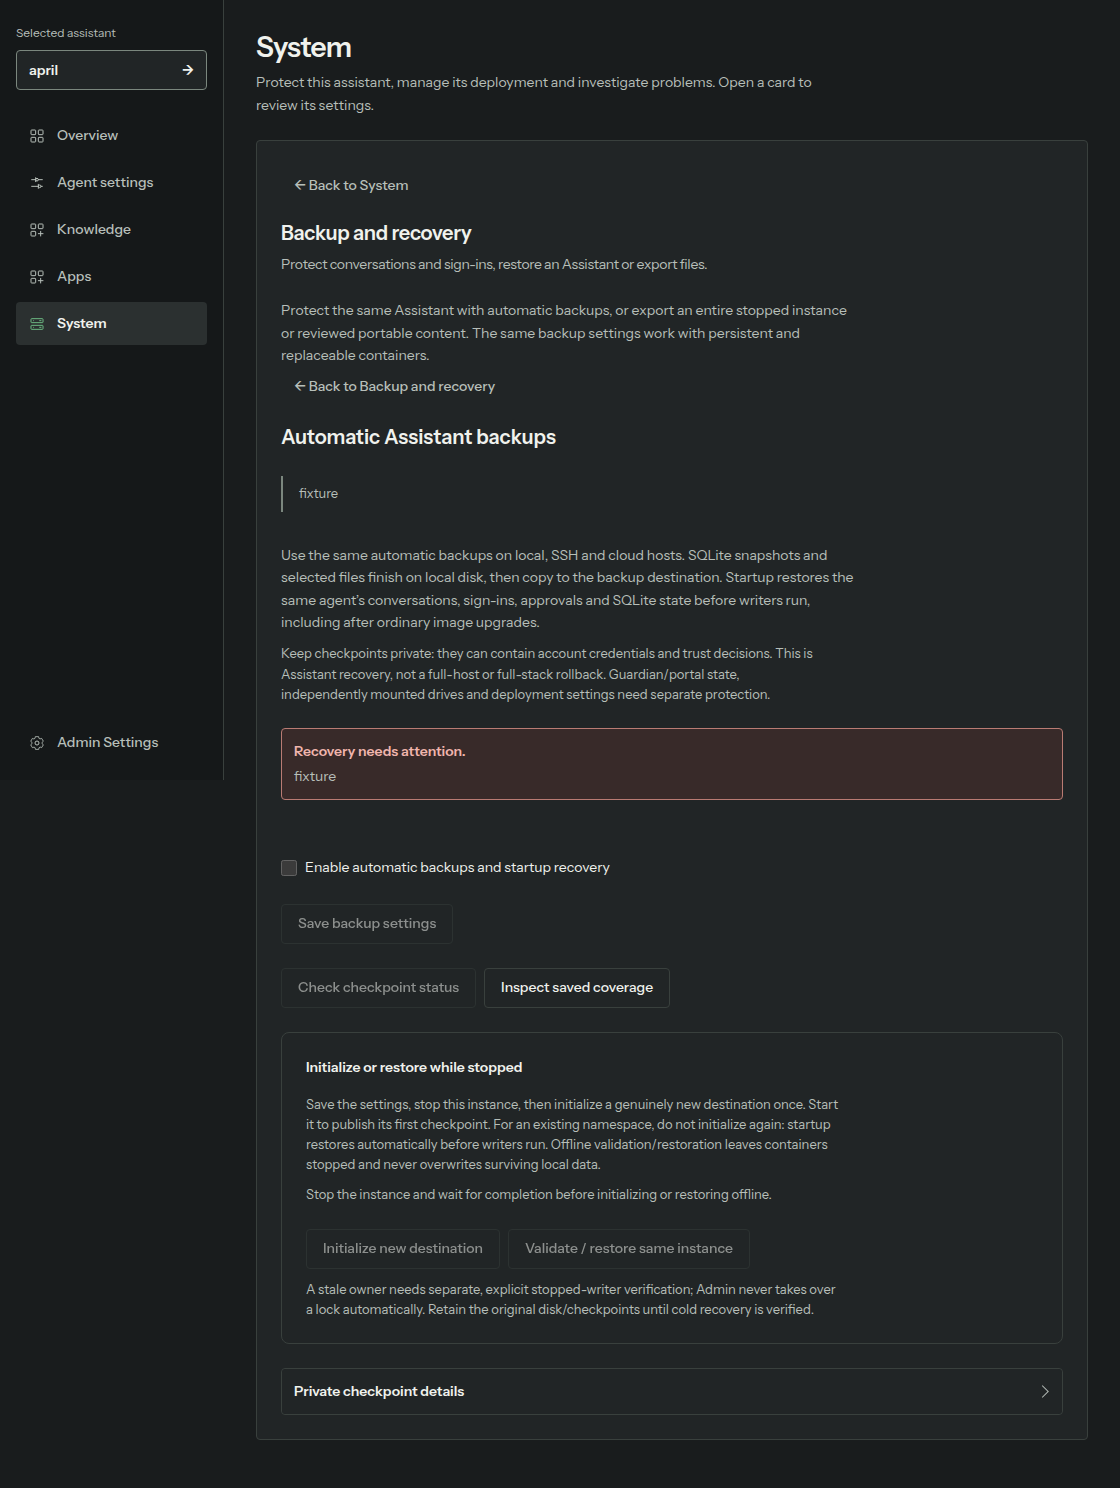 Selected assistant
april
Overview
Agent settings
Knowledge
Apps
System
Admin Settings
System
Protect this assistant, manage its deployment and investigate problems. Open a card to
review its settings.
← Back to System
Backup and recovery
Protect conversations and sign-ins, restore an Assistant or export files.
Protect the same Assistant with automatic backups, or export an entire stopped instance
or reviewed portable content. The same backup settings work with persistent and
replaceable containers.
← Back to Backup and recovery
Automatic Assistant backups
fixture
Use the same automatic backups on local, SSH and cloud hosts. SQLite snapshots and
selected files finish on local disk, then copy to the backup destination. Startup restores the
same agent's conversations, sign-ins, approvals and SQLite state before writers run,
including after ordinary image upgrades.
Keep checkpoints private: they can contain account credentials and trust decisions. This is
Assistant recovery, not a full-host or full-stack rollback. Guardian/portal state,
independently mounted drives and deployment settings need separate protection.
Recovery needs attention.
fixture
Enable automatic backups and startup recovery
Save backup settings
Check checkpoint status
Inspect saved coverage
Initialize or restore while stopped
Save the settings, stop this instance, then initialize a genuinely new destination once. Start
it to publish its first checkpoint. For an existing namespace, do not initialize again: startup
restores automatically before writers run. Offline validation/restoration leaves containers
stopped and never overwrites surviving local data.
Stop the instance and wait for completion before initializing or restoring offline.
Initialize new destination
Validate / restore same instance
A stale owner needs separate, explicit stopped-writer verification; Admin never takes over
a lock automatically. Retain the original disk/checkpoints until cold recovery is verified.
Private checkpoint details